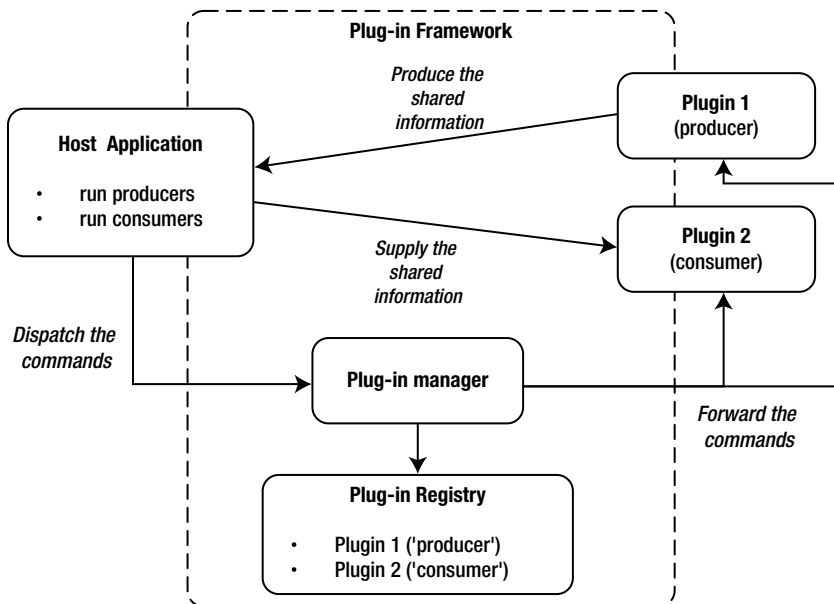 Plug-in Framework
Produce the
shared
information
Plugin 1
(producer)
Host Application
• run producers
• run consumers
Plugin 2
(consumer)
Supply the
shared
information
Dispatch the
commands
Plug-in manager
Forward the
commands
Plug-in Registry
• Plugin 1 ('producer')
• Plugin 2 ('consumer')